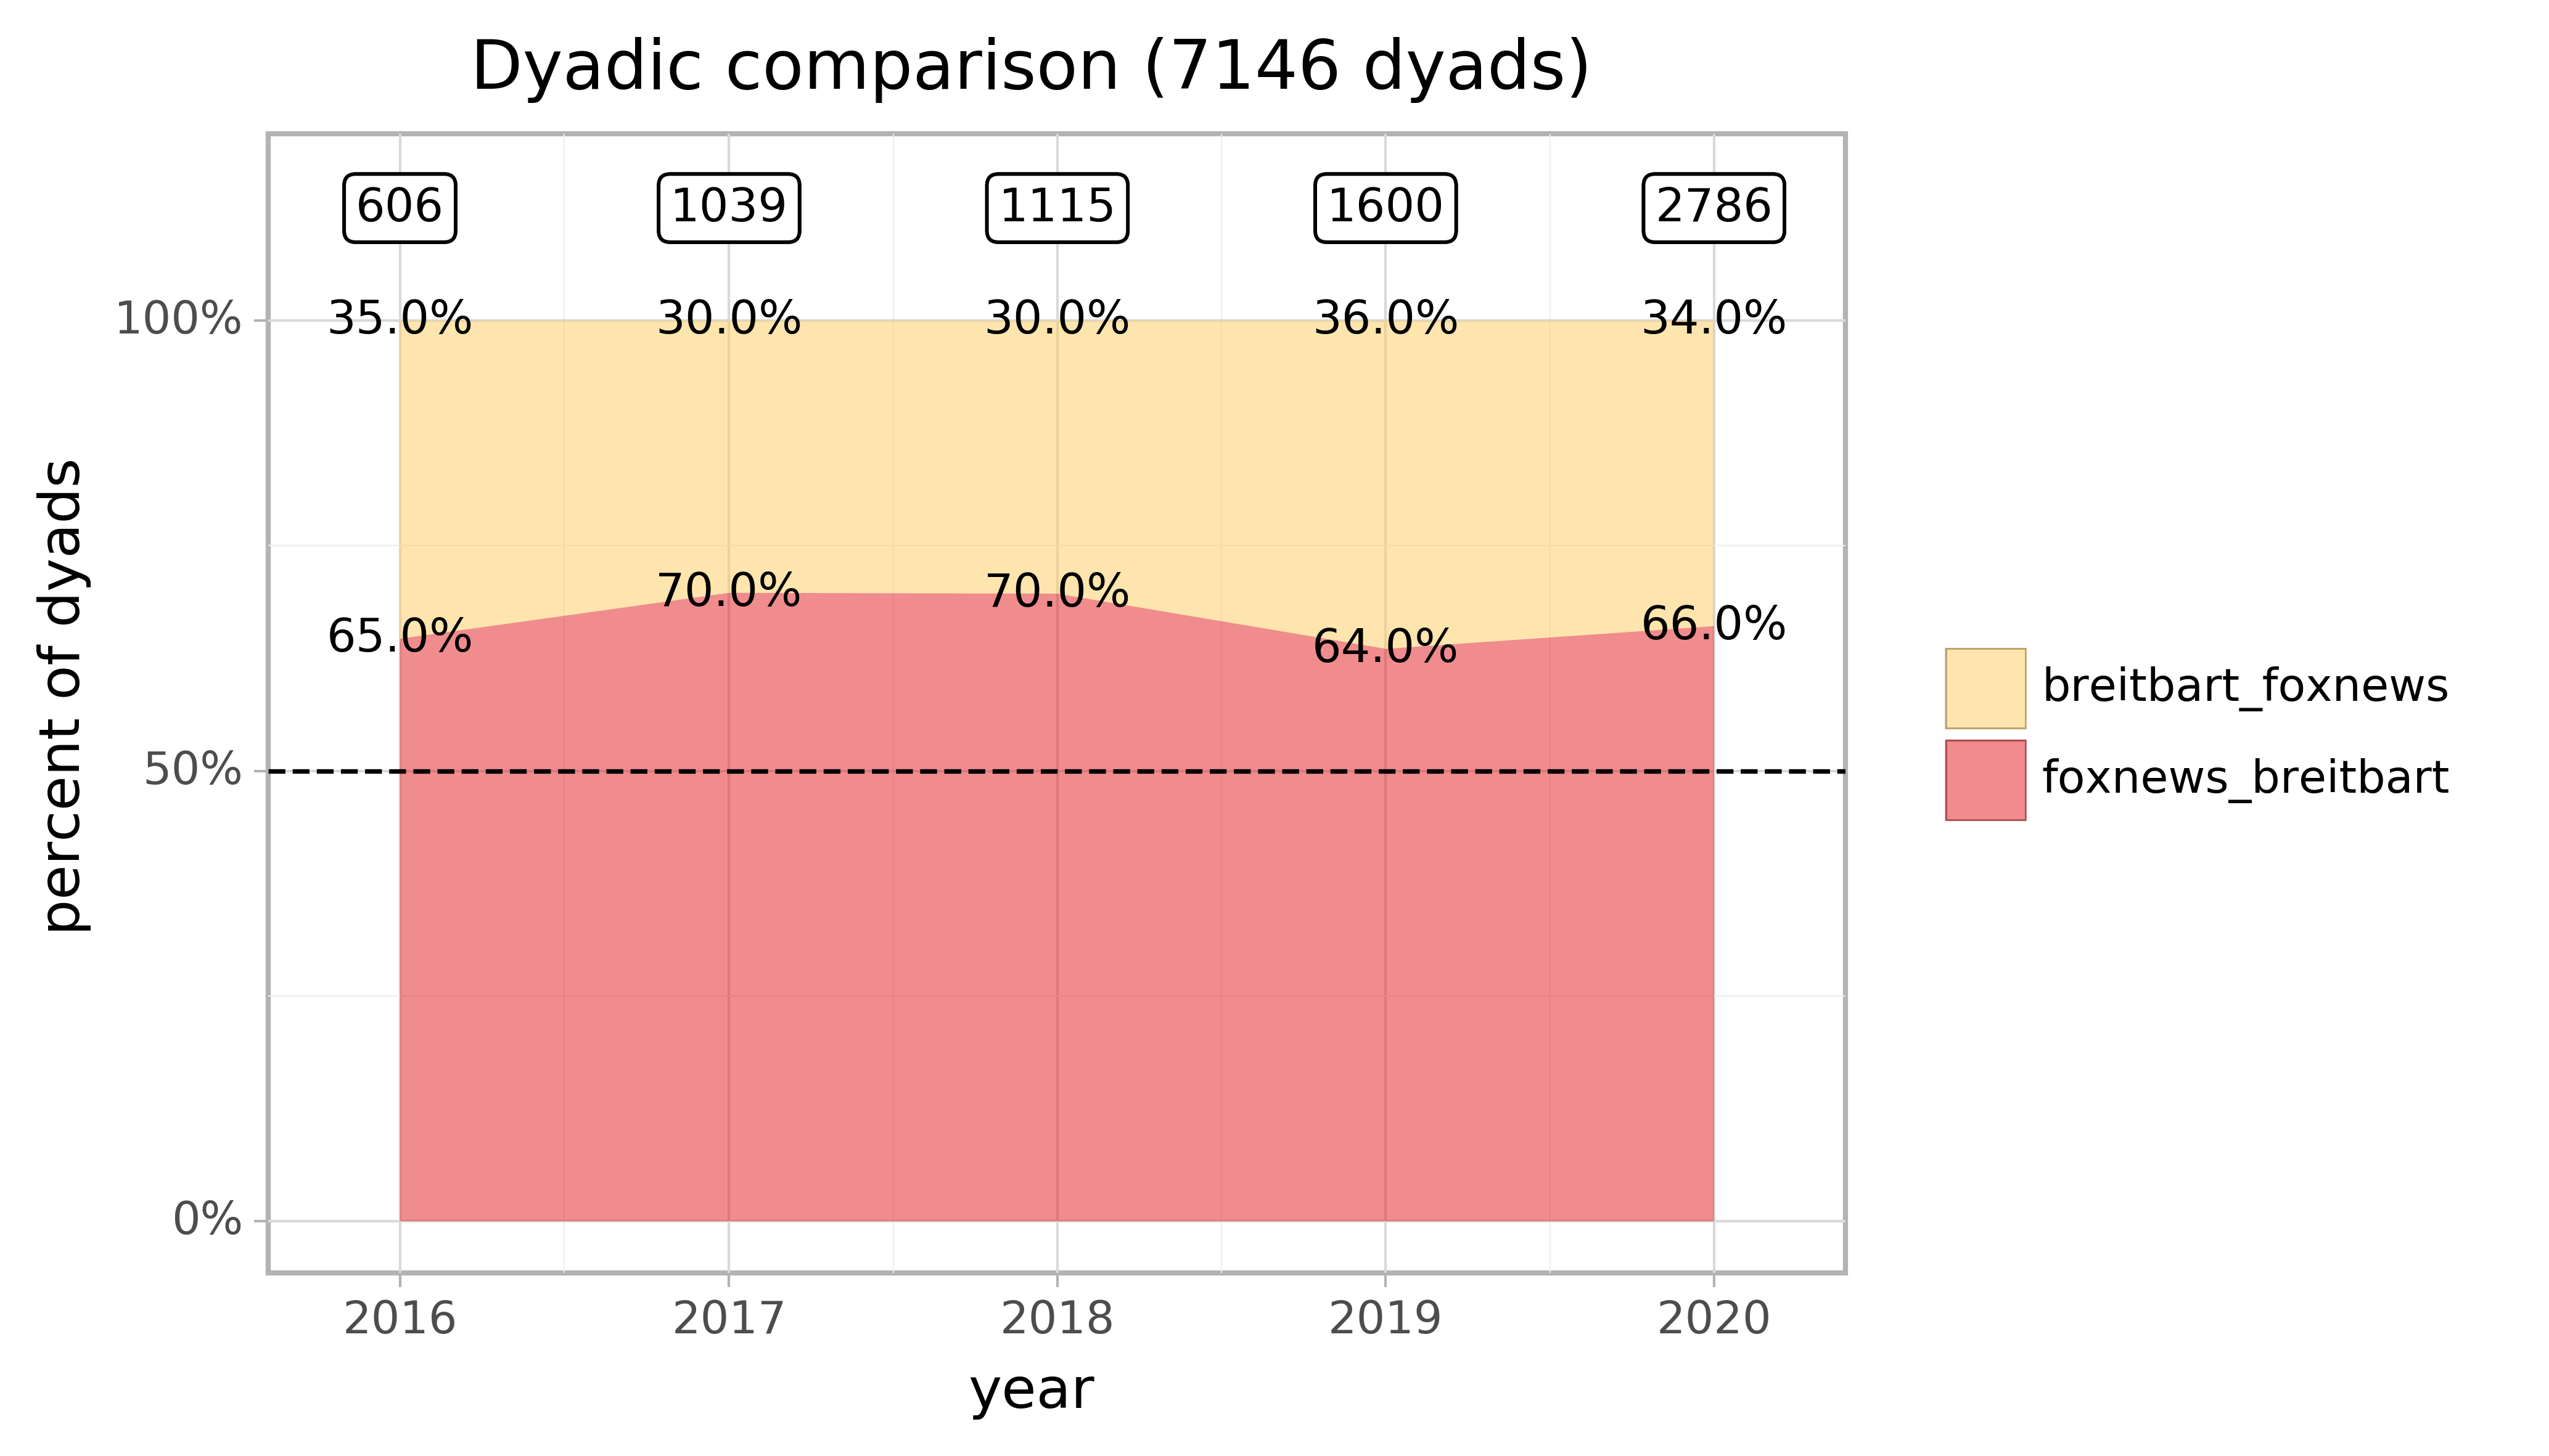 Dyadic comparison (7146 dyads)
606 1039 1115 1600 2786
100% 35.0% 30.0% 30.0% 36.0% 34.0%
65.0% 70.0% 70.0% 64.0% 66.0%
50%
0%
percent of dyads
2016 2017 2018 2019 2020
year
breitbart_foxnews
foxnews_breitbart